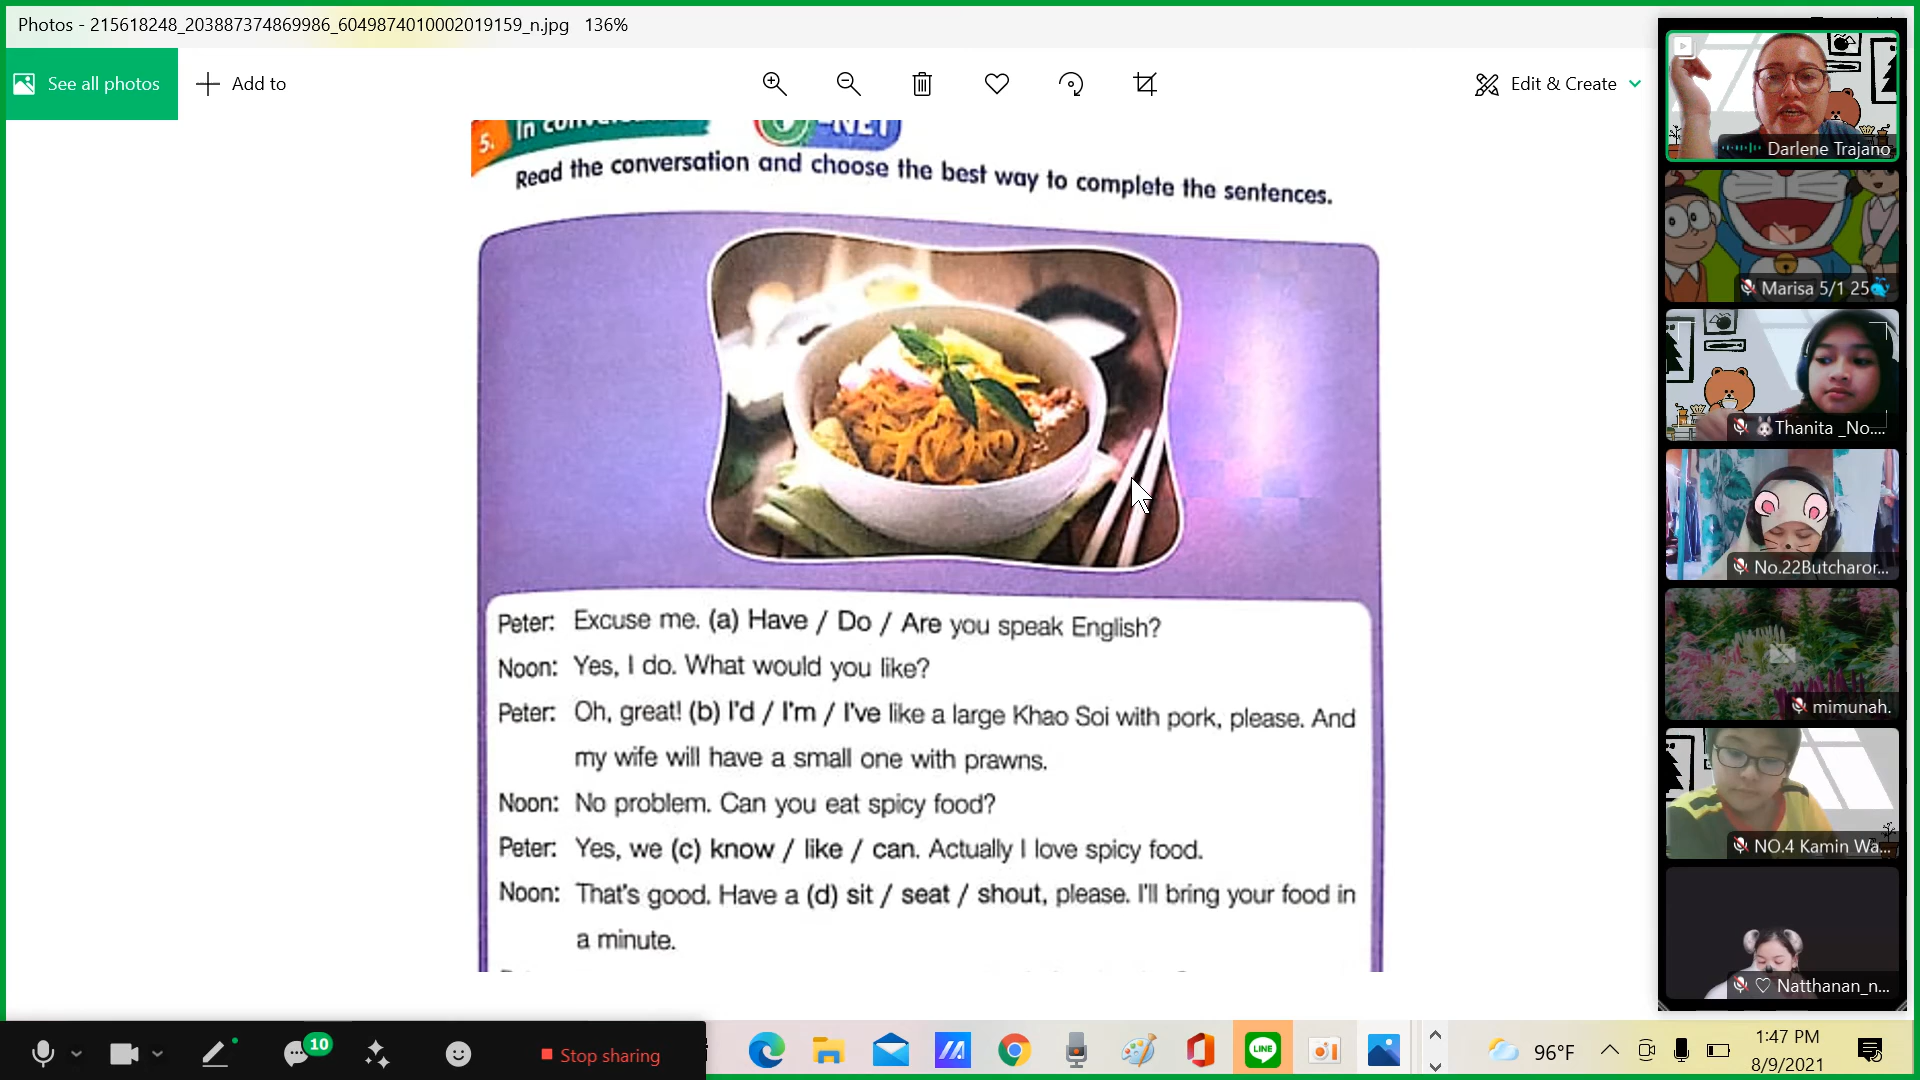 Photos - 215618248_203887374869986_6049874010002019159_n.jpg 136%
See all photos
Add to
Edit & Create
5.
In
-NET
Read the conversation and choose the best way to complete the sentences.
Peter: Excuse me. (a) Have / Do / Are you speak English?
Noon: Yes, I do. What would you like?
Peter: Oh, great! (b) I'd / I'm / I've like a large Khao Soi with pork, please. And
my wife will have a small one with prawns.
Noon: No problem. Can you eat spicy food?
Peter: Yes, we (c) know / like / can. Actually I love spicy food.
Noon: That's good. Have a (d) sit / seat / shout, please. I'll bring your food in
a minute.
Darlene Trajano
Marisa 5/1 25🐳
🐰Thanita _No....
No.22Butcharor...
mimunah.
NO.4 Kamin Wa...
♡ Natthanan_n...
10
Stop sharing
LINE
96°F
1:47 PM
8/9/2021